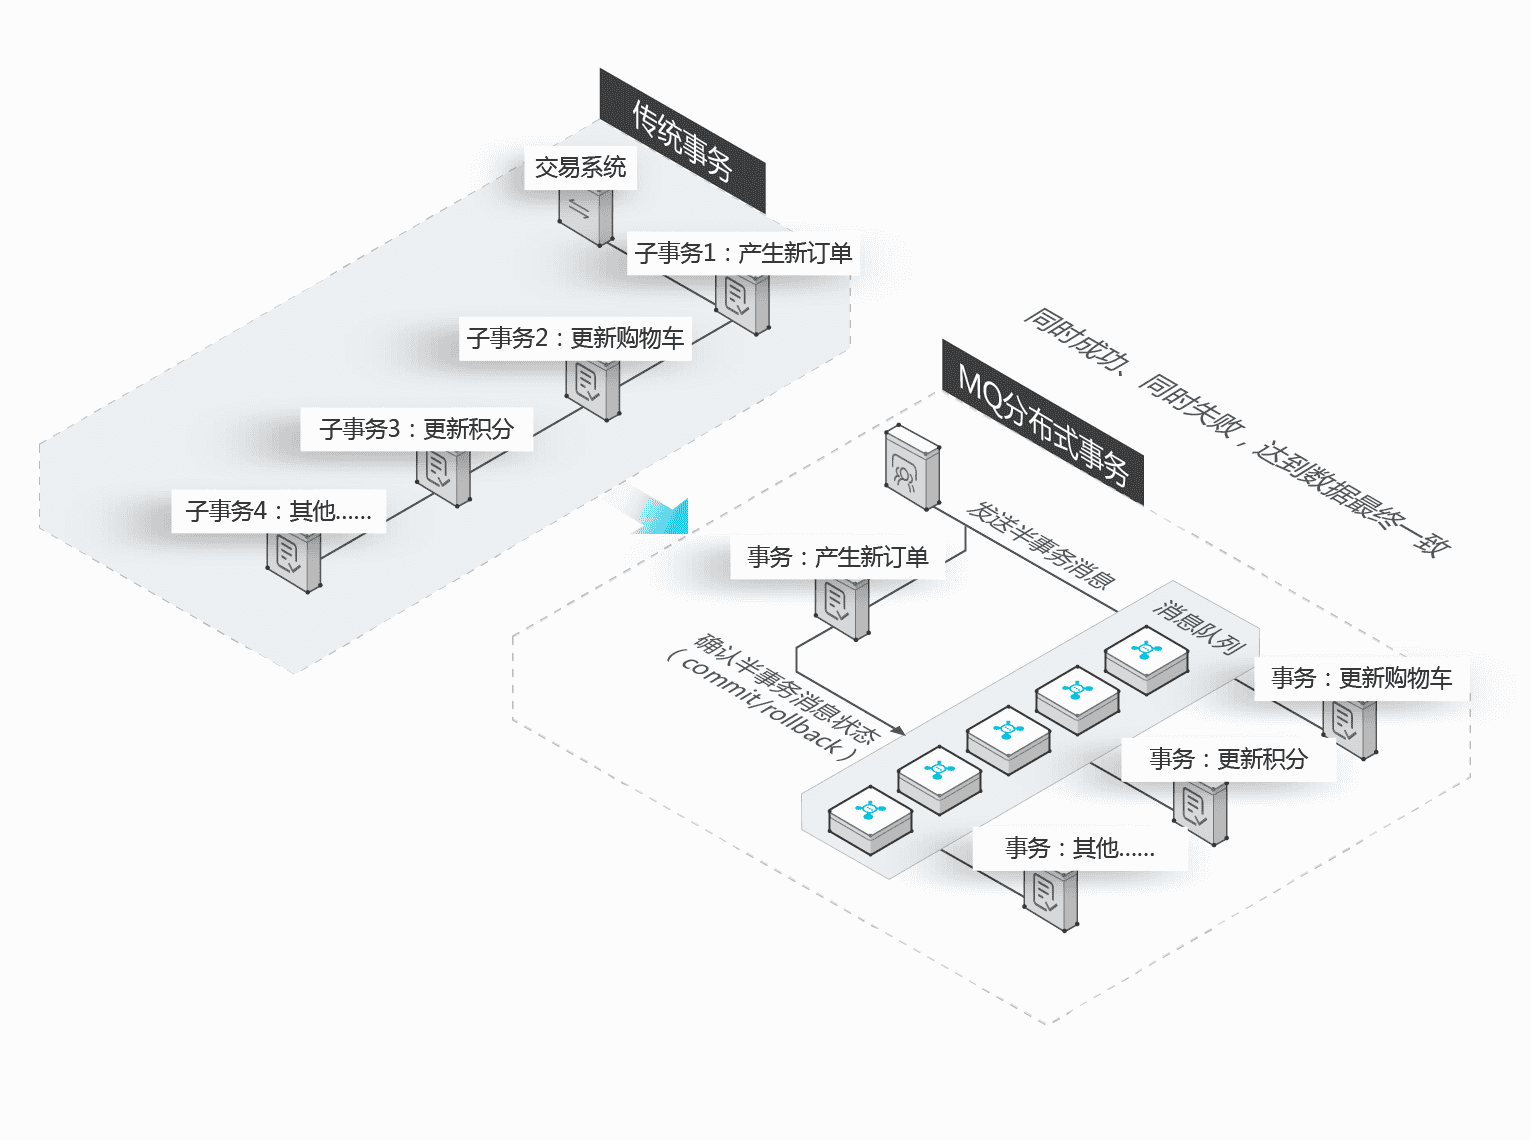 传统事务
交易系统
子事务1：产生新订单
子事务2：更新购物车
子事务3：更新积分
子事务4：其他......
同时成功、同时失败，达到数据最终一致
MQ分布式事务
发送半事务消息
事务：产生新订单
确认半事务消息状态
（commit/rollback）
消息队列
事务：更新购物车
事务：更新积分
事务：其他......